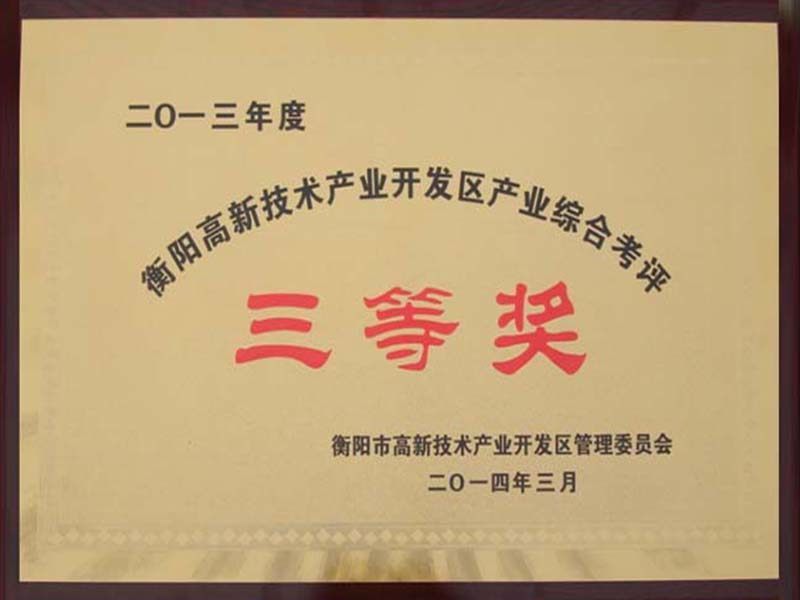 二〇一三年度
衡阳高新技术产业开发区产业综合考评
三等奖
衡阳市高新技术产业开发区管理委员会
二〇一四年三月